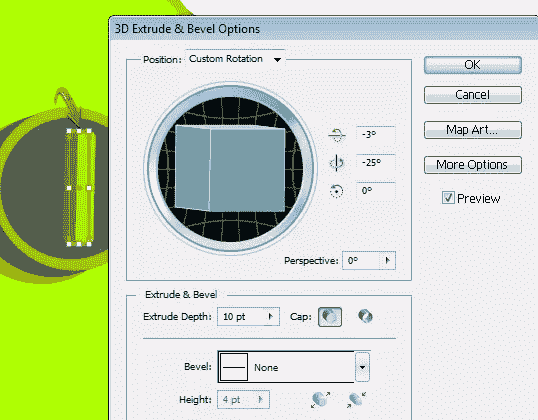 3D Extrude & Bevel Options
Position: Custom Rotation
OK
Cancel
Map Art...
More Options
Preview
-3°
-25°
0°
Perspective: 0°
Extrude & Bevel
Extrude Depth: 10 pt Cap:
Bevel: None
Height: 4 pt